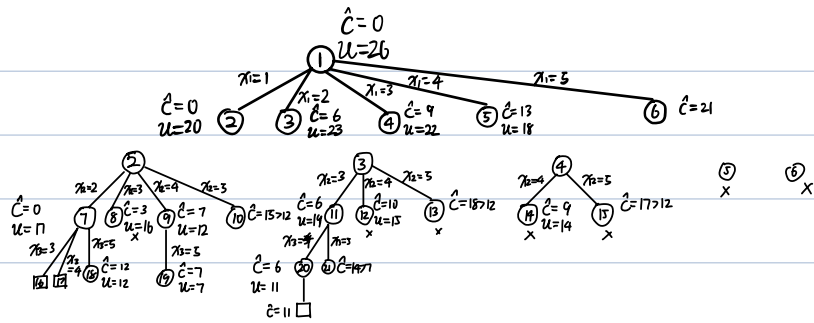 Ĉ=0
U=26
1
x₁=1 x₁=2 x₁=3 x₁=4 x₁=5
Ĉ=0 U=20 2
3 Ĉ=6 U=23
4 Ĉ=9 U=22
5 Ĉ=13 U=18
6 Ĉ=21
2
x₂=2 x₂=3 x₂=4 x₂=5
Ĉ=0 U=17 7
8 Ĉ=3 U=16 x
9 Ĉ=7 U=12
10 Ĉ=15>12
x₃=3 x₃=4 x₃=5
16 17
18 Ĉ=12 U=12
x₃=5
19 Ĉ=7 U=7
3
x₂=3 x₂=4 x₂=5
Ĉ=6 U=14 11
12 Ĉ=10 U=15 x
13 Ĉ=18>12 x
x₃=4 x₃=5
Ĉ=6 U=11 20
21
Ĉ=11
4
x₂=4 x₂=5
14 Ĉ=9 U=14 x
15 Ĉ=17>12 x
5 x
6 x